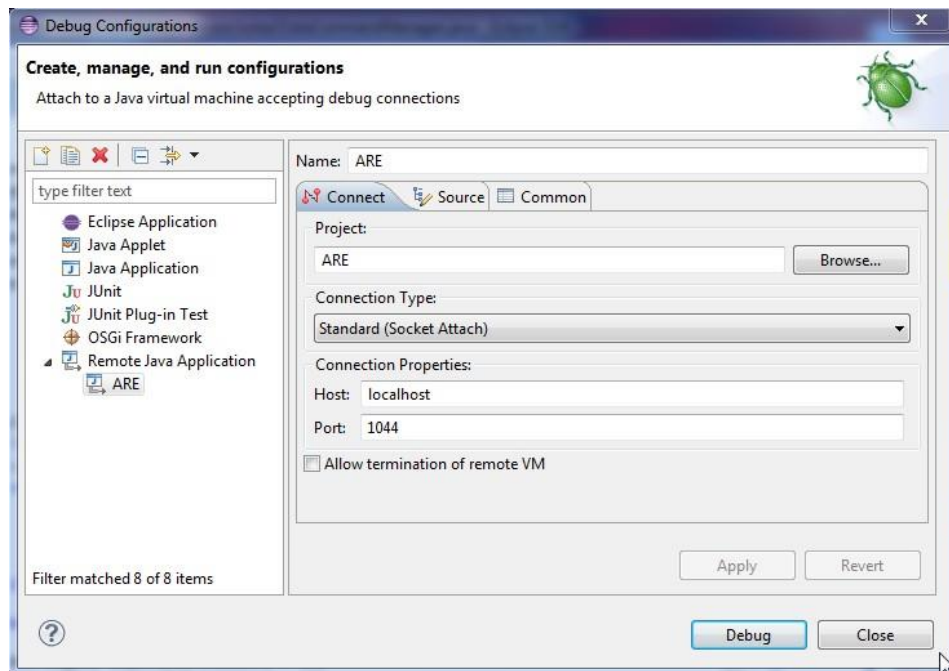 Debug Configurations
Create, manage, and run configurations
Attach to a Java virtual machine accepting debug connections
type filter text
Eclipse Application
Java Applet
Java Application
JUnit
JUnit Plug-in Test
OSGi Framework
Remote Java Application
ARE
Filter matched 8 of 8 items
Name: ARE
Connect Source Common
Project:
ARE Browse...
Connection Type:
Standard (Socket Attach)
Connection Properties:
Host: localhost
Port: 1044
Allow termination of remote VM
Apply Revert
Debug Close